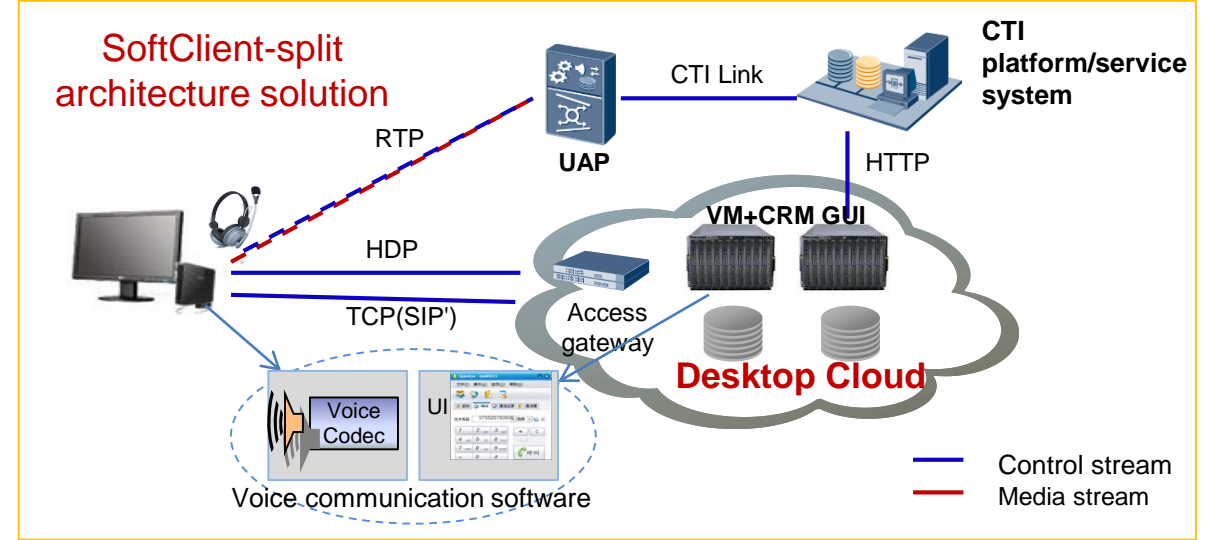 SoftClient-split
architecture solution
CTI
platform/service
system
CTI Link
RTP
UAP
HTTP
VM+CRM GUI
HDP
TCP(SIP')
Access
gateway
Desktop Cloud
UI
Voice
Codec
Voice communication software
Control stream
Media stream